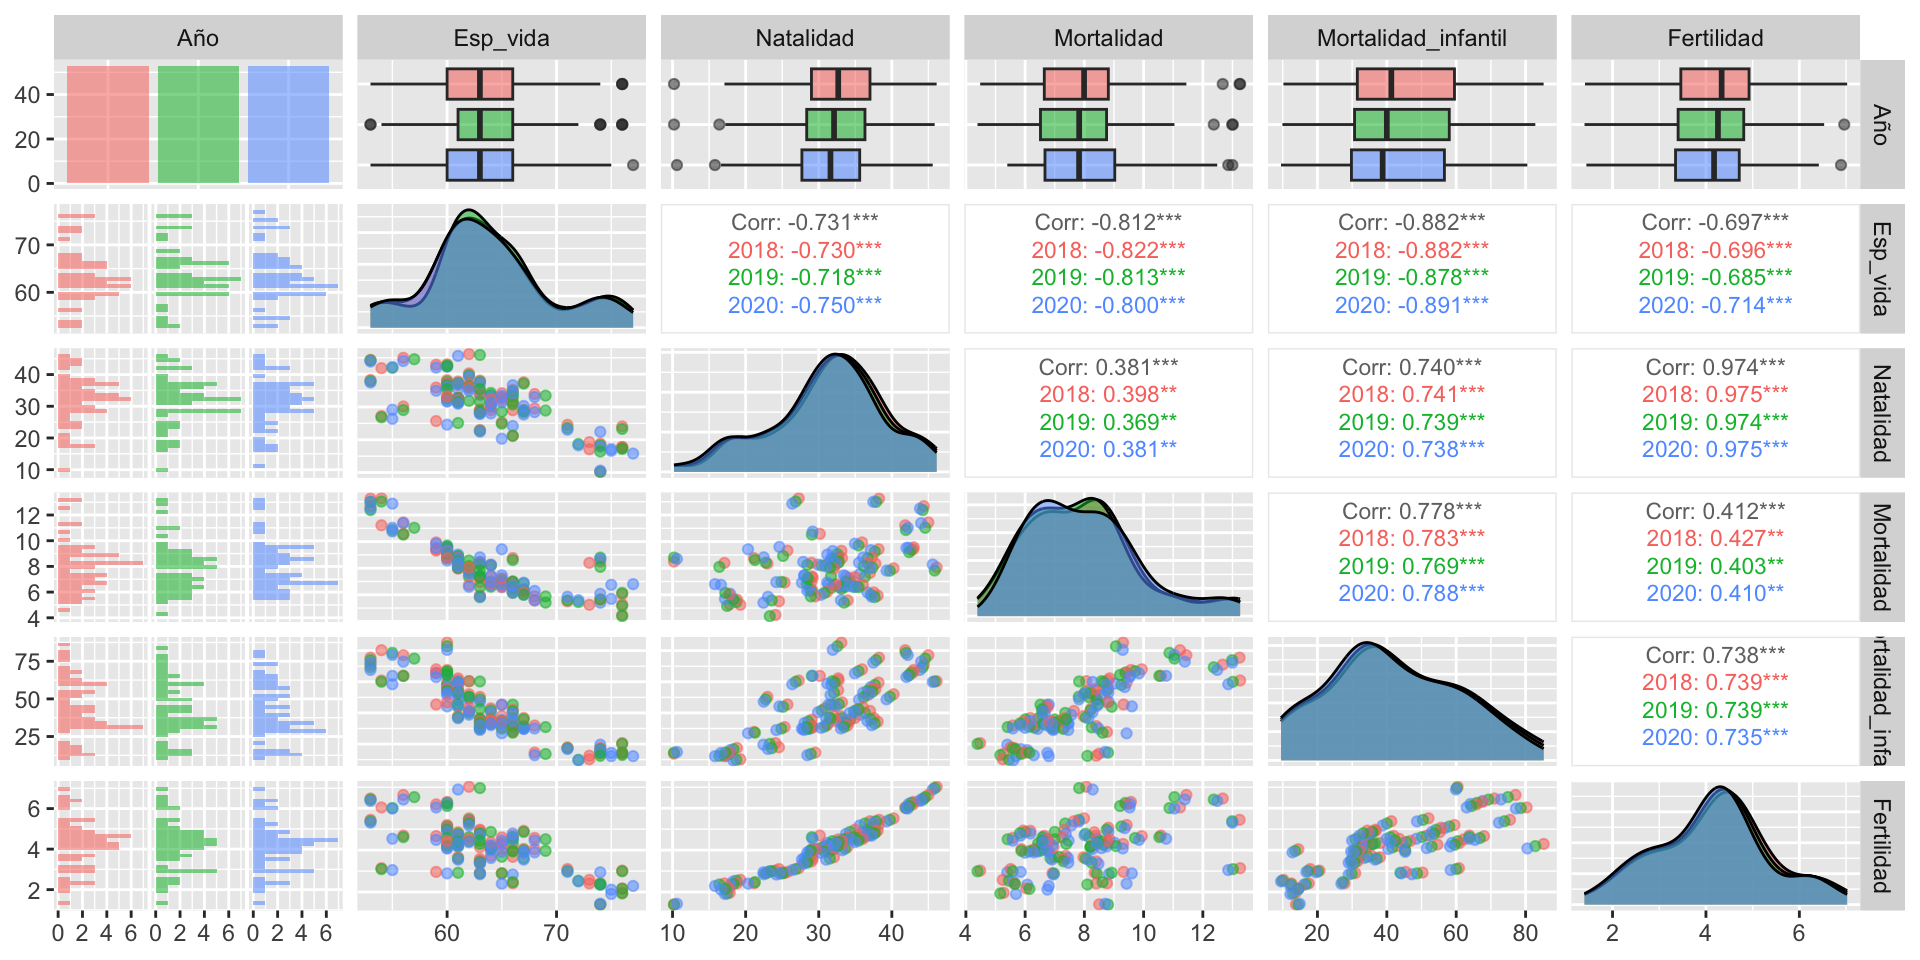 Año Esp_vida Natalidad Mortalidad Mortalidad_infantil Fertilidad
40
20
0
Año
70
60
Corr: -0.731***
2018: -0.730***
2019: -0.718***
2020: -0.750***
Corr: -0.812***
2018: -0.822***
2019: -0.813***
2020: -0.800***
Corr: -0.882***
2018: -0.882***
2019: -0.878***
2020: -0.891***
Corr: -0.697***
2018: -0.696***
2019: -0.685***
2020: -0.714***
Esp_vida
40
30
20
10
Corr: 0.381***
2018: 0.398**
2019: 0.369**
2020: 0.381**
Corr: 0.740***
2018: 0.741***
2019: 0.739***
2020: 0.738***
Corr: 0.974***
2018: 0.975***
2019: 0.974***
2020: 0.975***
Natalidad
12
10
8
6
4
Corr: 0.778***
2018: 0.783***
2019: 0.769***
2020: 0.788***
Corr: 0.412***
2018: 0.427**
2019: 0.403**
2020: 0.410**
Mortalidad
75
50
25
Corr: 0.738***
2018: 0.739***
2019: 0.739***
2020: 0.735***
rtalidad_infa
6
4
2
Fertilidad
0 2 4 6 0 2 4 6 0 2 4 6
60 70
10 20 30 40
4 6 8 10 12
20 40 60 80
2 4 6